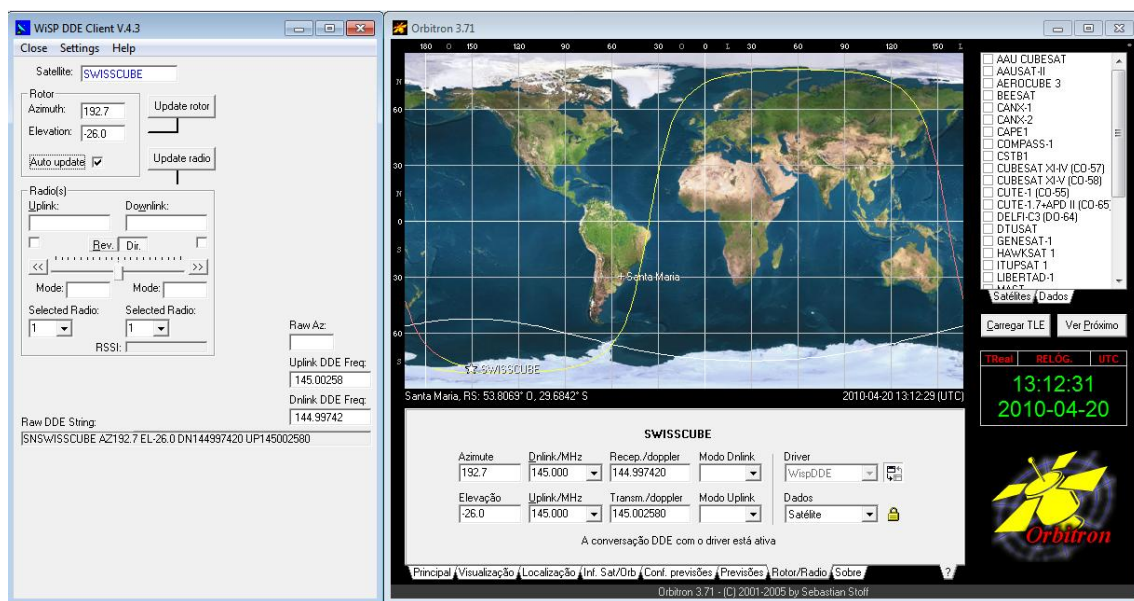 WiSP DDE Client V.4.3
Close Settings Help
Satellite: SWISSCUBE
Rotor
Azimuth: 192.7 Update rotor
Elevation: -26.0
Auto update Update radio
Radio(s)
Uplink: Downlink:
Rev. Dir.
<< >>
Mode: Mode:
Selected Radio: Selected Radio:
1 1
RSSI:
Raw Az:
Uplink DDE Freq:
145.00258
Dnlink DDE Freq:
144.99742
Raw DDE String:
SNSWISSCUBE AZ192.7 EL-26.0 DN144997420 UP145002580
Orbitron 3.71
180 O 150 120 90 60 30 O 0 L 30 60 90 120 150 L
N
60
30
N
0
S
30
60
S
Santa Maria
SWISSCUBE
Santa Maria, RS: 53.8069° O, 29.6842° S 2010-04-20 13:12:29 (UTC)
SWISSCUBE
Azimute Dnlink/MHz Recep./doppler Modo Dnlink Driver
192.7 145.000 144.997420 WispDDE
Elevação Uplink/MHz Transm./doppler Modo Uplink Dados
-26.0 145.000 145.002580 Satélite
A conversação DDE com o driver está ativa
Principal Visualização Localização Inf. Sat/Orb Conf. previsões Previsões Rotor/Radio Sobre ?
Orbitron 3.71 - (C) 2001-2005 by Sebastian Stoff
AAU CUBESAT
AAUSAT-II
AEROCUBE 3
BEESAT
CANX-1
CANX-2
CAPE1
COMPASS-1
CSTB1
CUBESAT XI-IV (CO-57)
CUBESAT XI-V (CO-58)
CUTE-1 (CO-55)
CUTE-1.7+APD II (CO-65)
DELFI-C3 (DO-64)
DTUSAT
GENESAT-1
HAWKSAT 1
ITUPSAT 1
LIBERTAD-1
MAST
Satélites Dados
Carregar TLE Ver Próximo
TReal RELÓG. UTC
13:12:31
2010-04-20
Orbitron